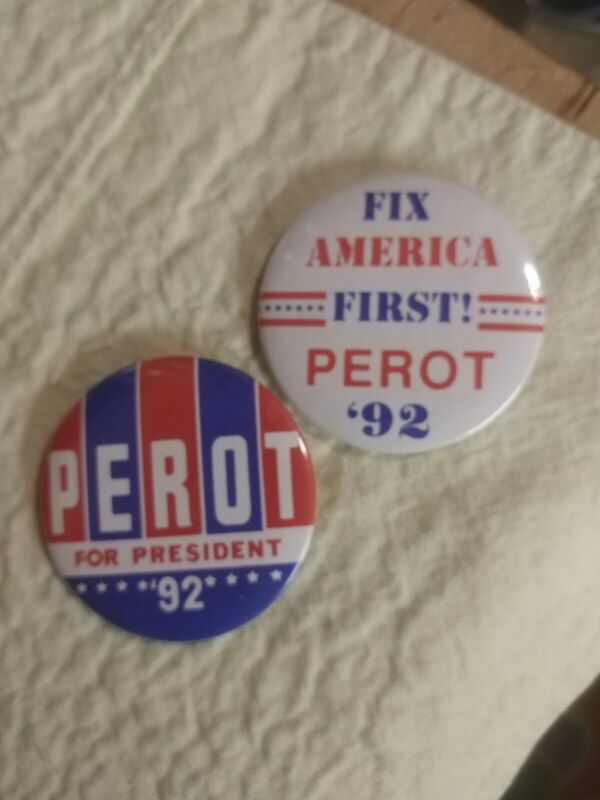 FIX
AMERICA
FIRST!
PEROT
‘92
PEROT
FOR PRESIDENT
‘92